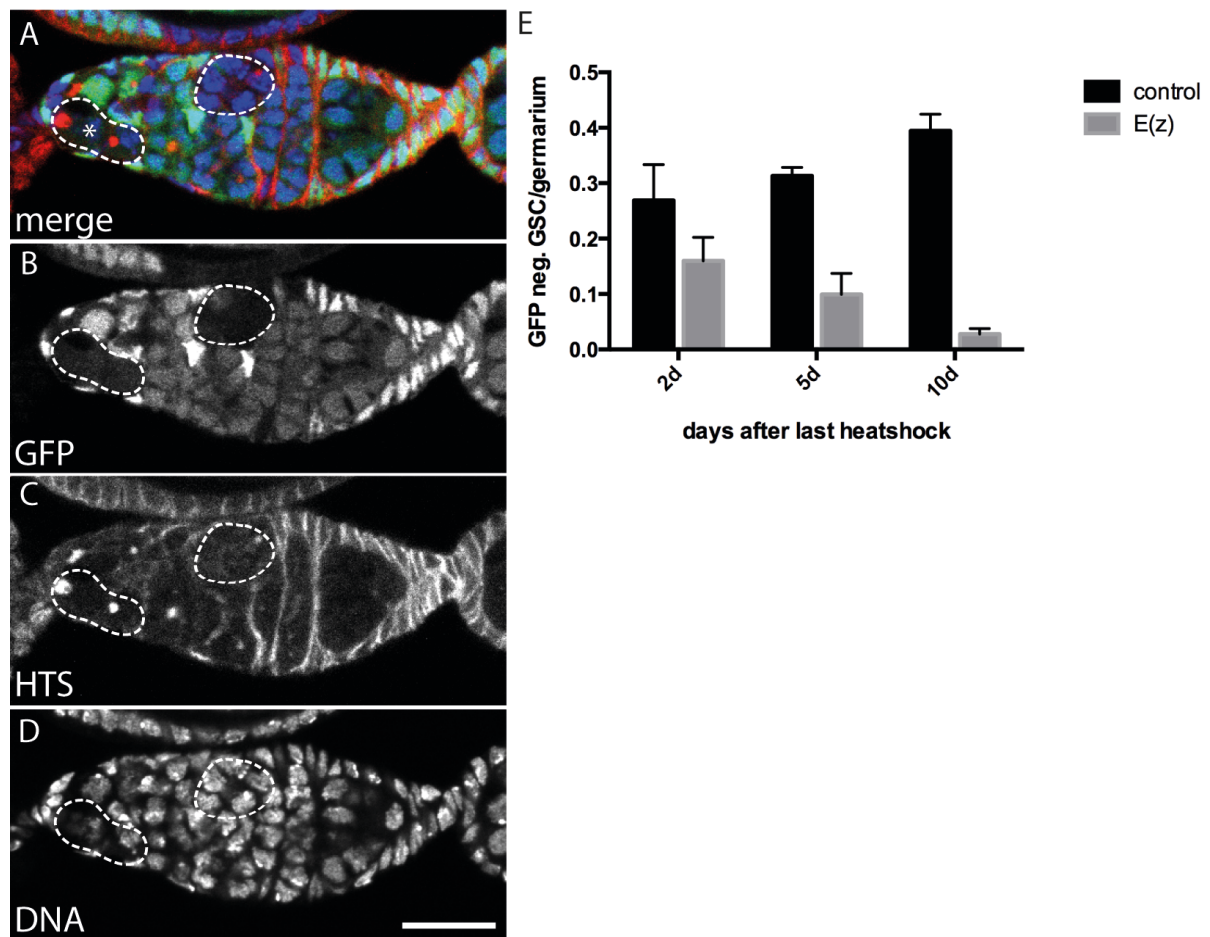 A
*
merge
B
GFP
C
HTS
D
DNA
E
0.5
0.4
0.3
0.2
0.1
0.0
GFP neg. GSC/germarium
2d
5d
10d
days after last heatshock
control
E(z)